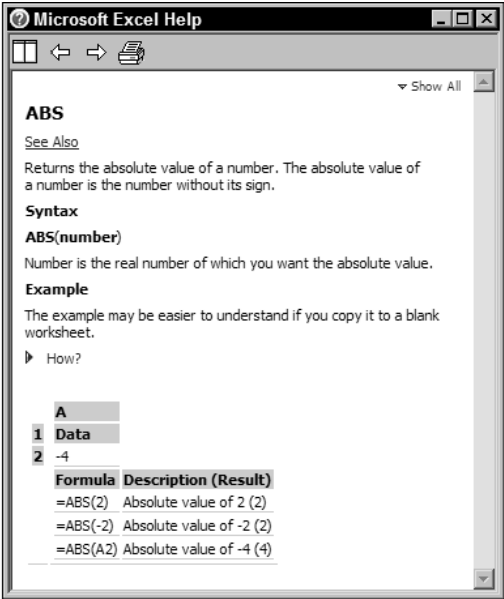 Microsoft Excel Help
Show All
ABS
See Also
Returns the absolute value of a number. The absolute value of
a number is the number without its sign.
Syntax
ABS(number)
Number is the real number of which you want the absolute value.
Example
The example may be easier to understand if you copy it to a blank
worksheet.
How?
A
1 Data
2 -4
Formula Description (Result)
=ABS(2) Absolute value of 2 (2)
=ABS(-2) Absolute value of -2 (2)
=ABS(A2) Absolute value of -4 (4)